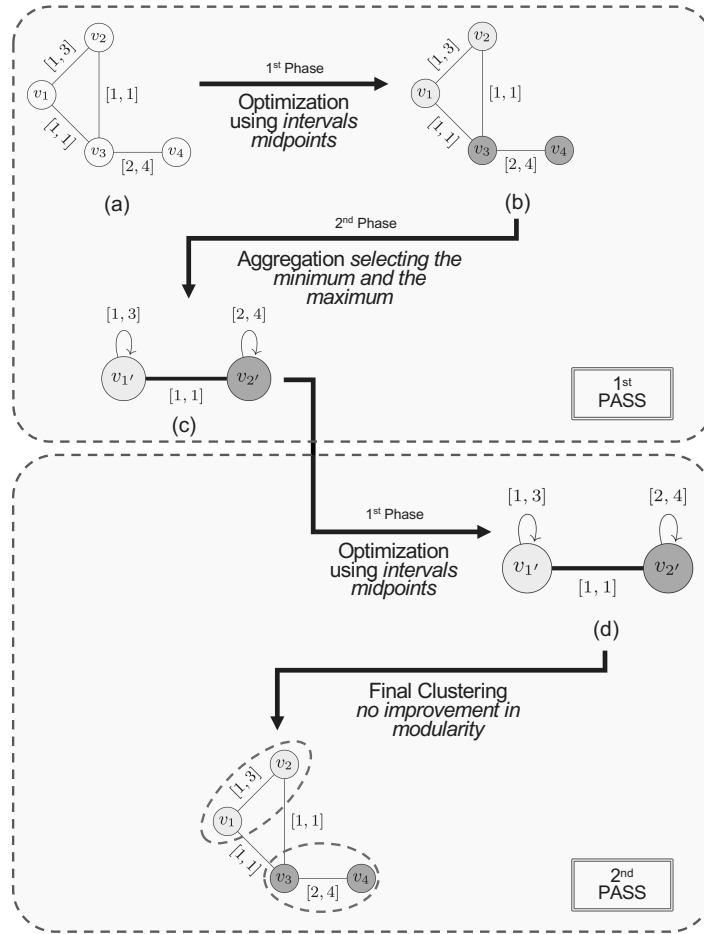 v2
[1, 3]
v1
[1, 1]
[1, 1]
v3
v4
[2, 4]
(a)
1st Phase
Optimization
using intervals
midpoints
v2
[1, 3]
v1
[1, 1]
[1, 1]
v3
v4
[2, 4]
(b)
2nd Phase
Aggregation selecting the
minimum and the
maximum
[1, 3]
[2, 4]
v1′
v2′
[1, 1]
(c)
1st
PASS
1st Phase
Optimization
using intervals
midpoints
[1, 3]
[2, 4]
v1′
v2′
[1, 1]
(d)
Final Clustering
no improvement in
modularity
v2
[1, 3]
v1
[1, 1]
[1, 1]
v3
v4
[2, 4]
2nd
PASS